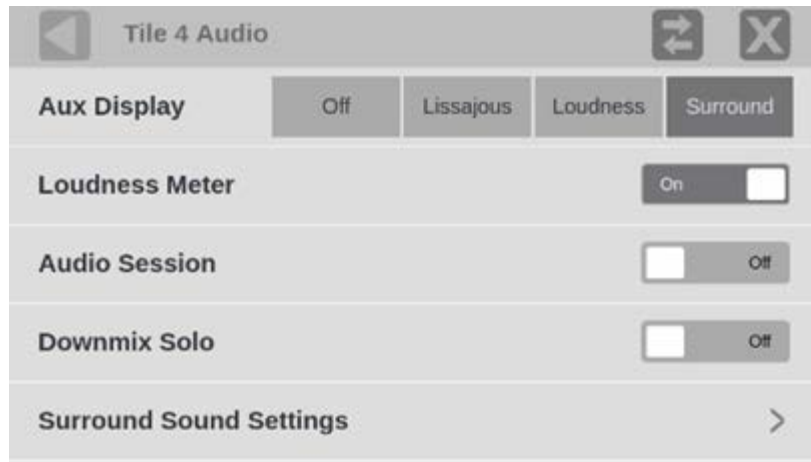 Tile 4 Audio
Aux Display Off Lissajous Loudness Surround
Loudness Meter On
Audio Session Off
Downmix Solo Off
Surround Sound Settings